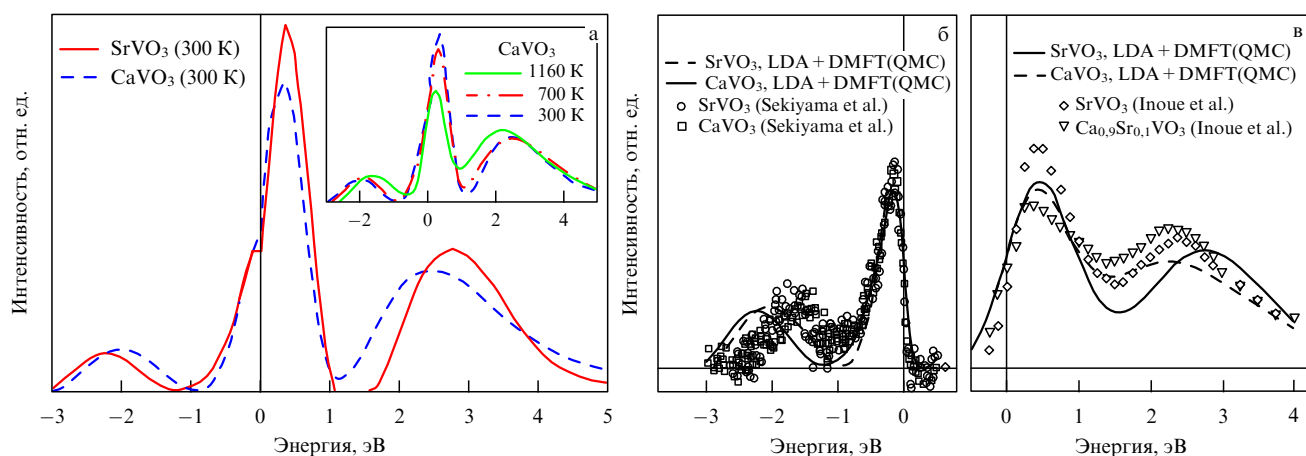 Интенсивность, отн. ед.
SrVO3 (300 К)
CaVO3 (300 К)
а
CaVO3
1160 К
700 К
300 К
−2
0
2
4
−3
−2
−1
0
1
2
3
4
5
Энергия, эВ
Интенсивность, отн. ед.
б
SrVO3, LDA + DMFT(QMC)
CaVO3, LDA + DMFT(QMC)
SrVO3 (Sekiyama et al.)
CaVO3 (Sekiyama et al.)
−3
−2
−1
0
Энергия, эВ
в
SrVO3, LDA + DMFT(QMC)
CaVO3, LDA + DMFT(QMC)
SrVO3 (Inoue et al.)
Ca0,9Sr0,1VO3 (Inoue et al.)
0
1
2
3
4
Энергия, эВ